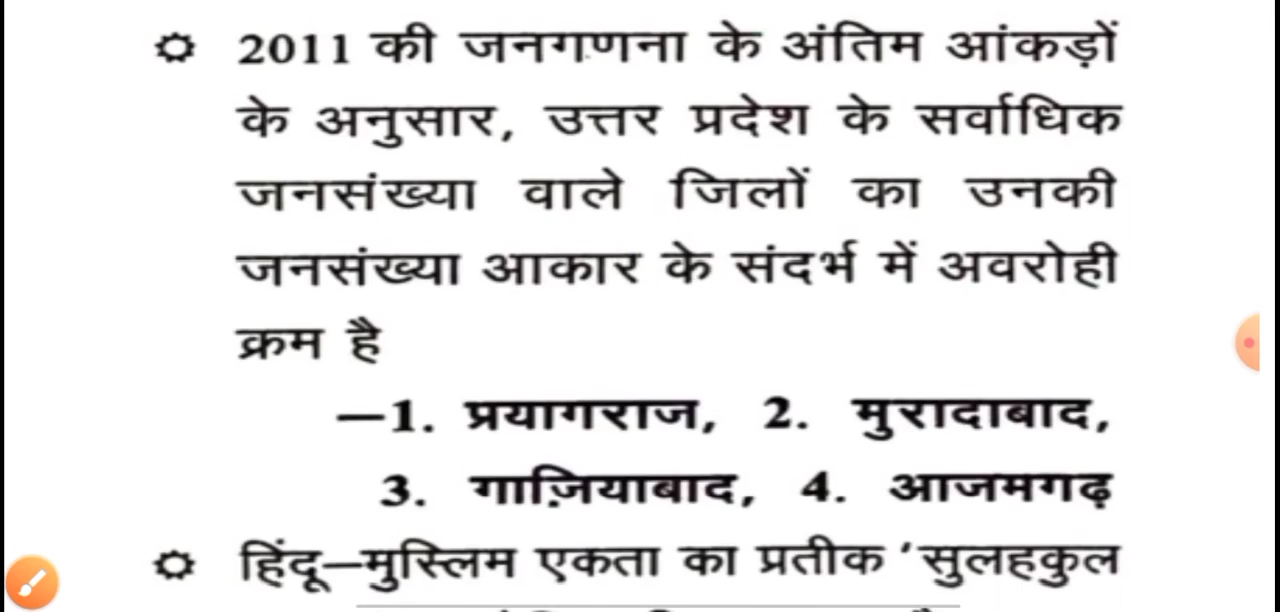 ✡ 2011 की जनगणना के अंतिम आंकड़ों
के अनुसार, उत्तर प्रदेश के सर्वाधिक
जनसंख्या वाले जिलों का उनकी
जनसंख्या आकार के संदर्भ में अवरोही
क्रम है
—1. प्रयागराज, 2. मुरादाबाद,
3. गाज़ियाबाद, 4. आजमगढ़
✡ हिंदू—मुस्लिम एकता का प्रतीक 'सुलहकुल